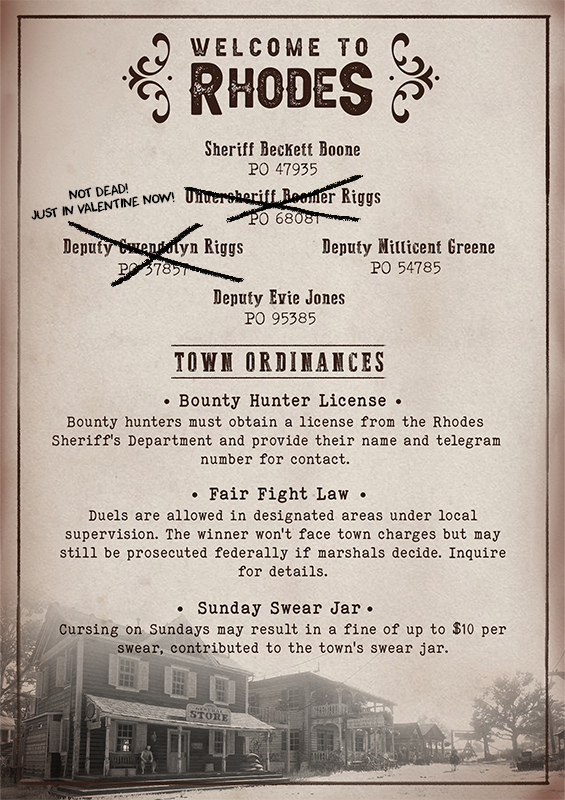 WELCOME TO
RHODES
Sheriff Beckett Boone
PO 47935
NOT DEAD!
JUST IN VALENTINE NOW!
Undersheriff Boomer Riggs
PO 68081
Deputy Gwendolyn Riggs
PO 37857
Deputy Millicent Greene
PO 54785
Deputy Evie Jones
PO 95385
TOWN ORDINANCES
• Bounty Hunter License •
Bounty hunters must obtain a license from the Rhodes
Sheriff's Department and provide their name and telegram
number for contact.
• Fair Fight Law •
Duels are allowed in designated areas under local
supervision. The winner won't face town charges but may
still be prosecuted federally if marshals decide. Inquire
for details.
• Sunday Swear Jar •
Cursing on Sundays may result in a fine of up to $10 per
swear, contributed to the town's swear jar.
STORE